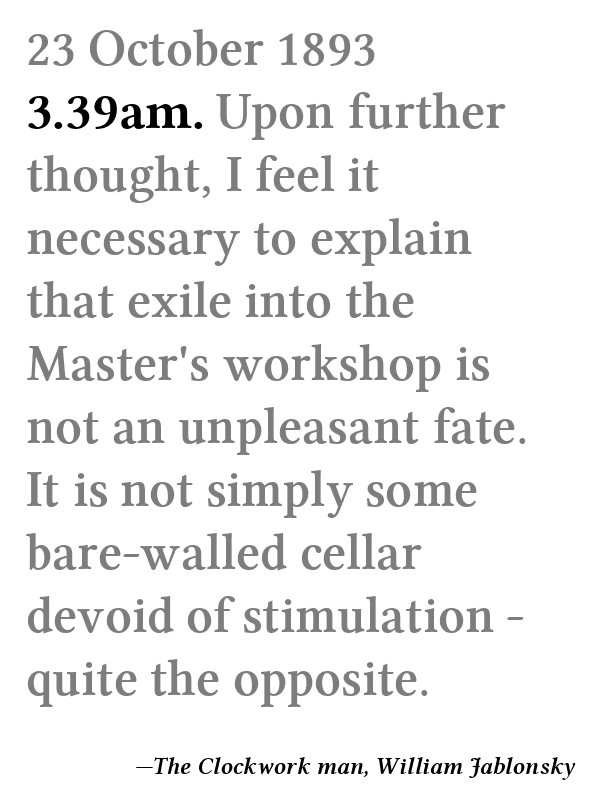 23 October 1893
3.39am. Upon further
thought, I feel it
necessary to explain
that exile into the
Master's workshop is
not an unpleasant fate.
It is not simply some
bare-walled cellar
devoid of stimulation -
quite the opposite.
—The Clockwork man, William Jablonsky